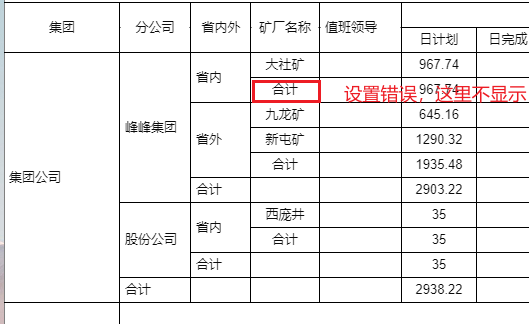 集团 分公司 省内外 矿厂名称 值班领导
日计划 日完成
大社矿 967.74
省内
合计 967.74 设置错误，这里不显示
九龙矿 645.16
峰峰集团
省外 新屯矿 1290.32
合计 1935.48
集团公司
合计 2903.22
西庞井 35
省内
股份公司 合计 35
合计 35
合计 2938.22